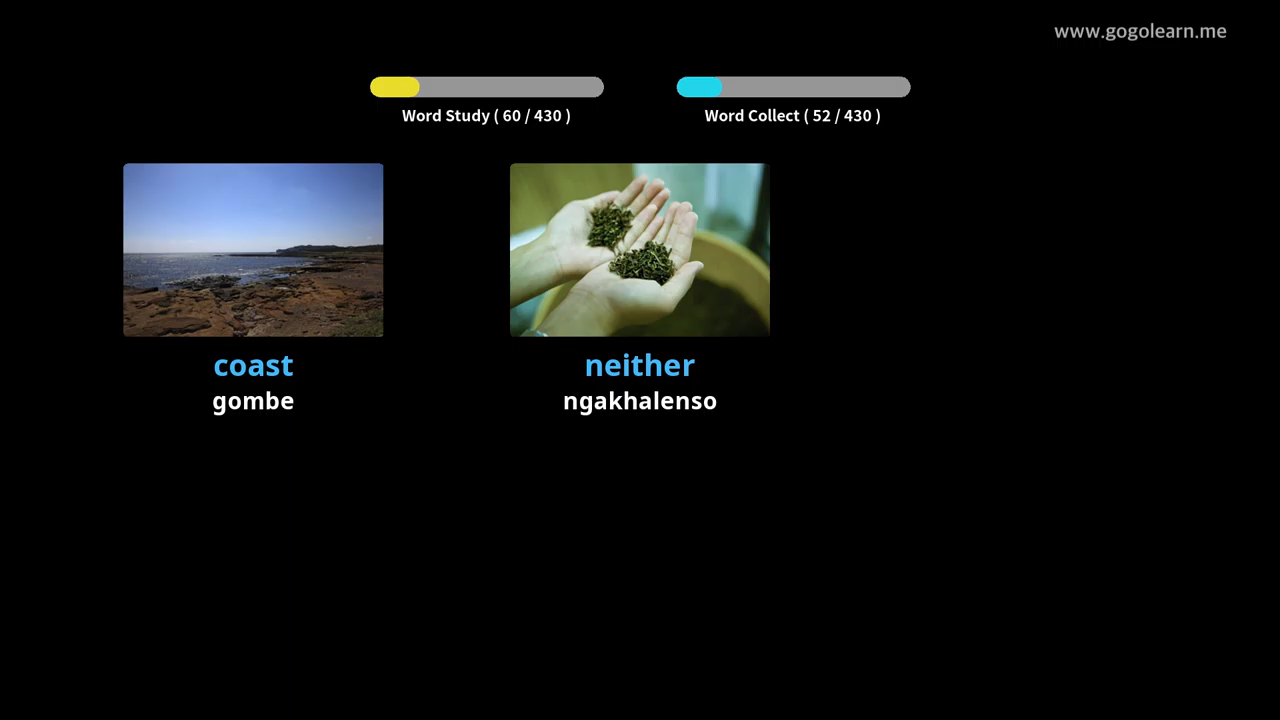 www.gogolearn.me
Word Study ( 60 / 430 )
Word Collect ( 52 / 430 )
coast
gombe
neither
ngakhalenso